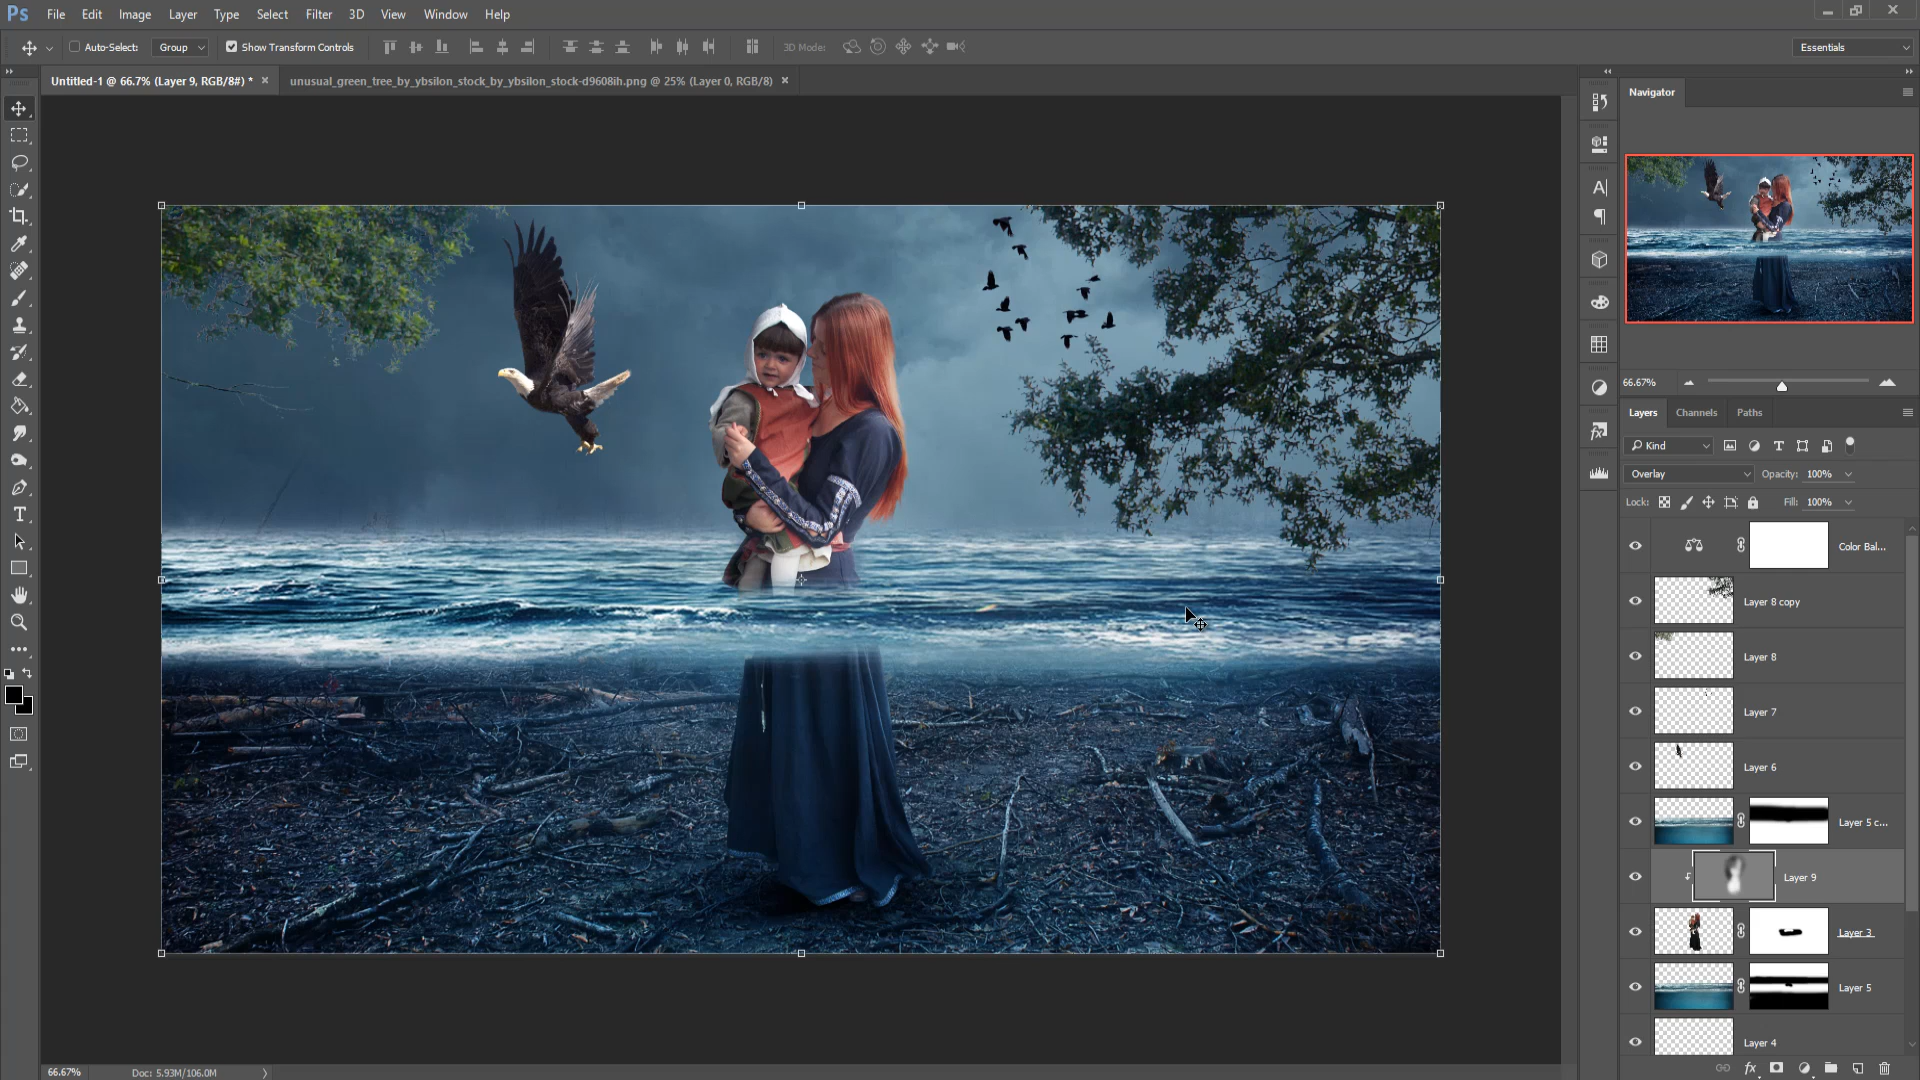 Ps File Edit Image Layer Type Select Filter 3D View Window Help
Auto-Select: Group Show Transform Controls 3D Mode: Essentials
Untitled-1 @ 66.7% (Layer 9, RGB/8#) * × unusual_green_tree_by_ybsilon_stock_by_ybsilon_stock-d9608ih.png @ 25% (Layer 0, RGB/8) ×
Navigator
66.67%
Layers Channels Paths
Kind
Overlay Opacity: 100%
Lock: Fill: 100%
Color Bal...
Layer 8 copy
Layer 8
Layer 7
Layer 6
Layer 5 c...
Layer 9
Layer 3
Layer 5
Layer 4
66.67% Doc: 5.93M/106.0M